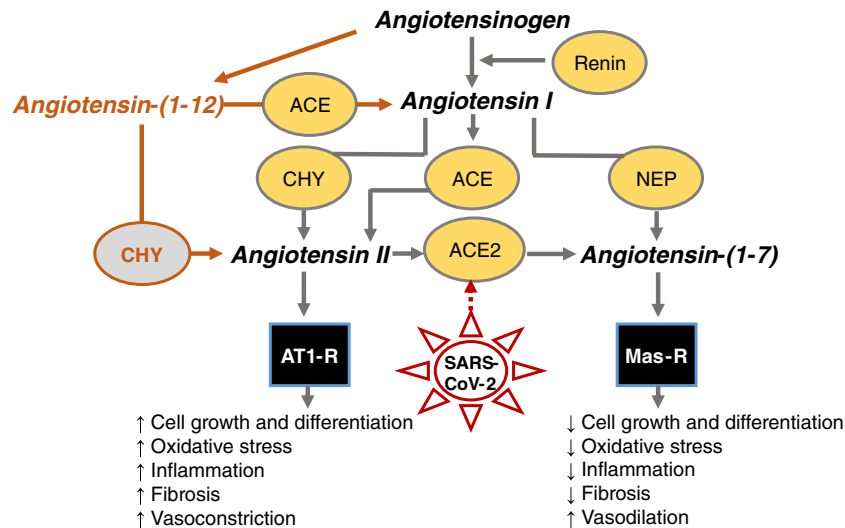 Angiotensinogen
Renin
Angiotensin-(1-12)
ACE
Angiotensin I
CHY
ACE
NEP
CHY
Angiotensin II
ACE2
Angiotensin-(1-7)
AT1-R
SARS-
CoV-2
Mas-R
↑ Cell growth and differentiation
↑ Oxidative stress
↑ Inflammation
↑ Fibrosis
↑ Vasoconstriction
↓ Cell growth and differentiation
↓ Oxidative stress
↓ Inflammation
↓ Fibrosis
↑ Vasodilation